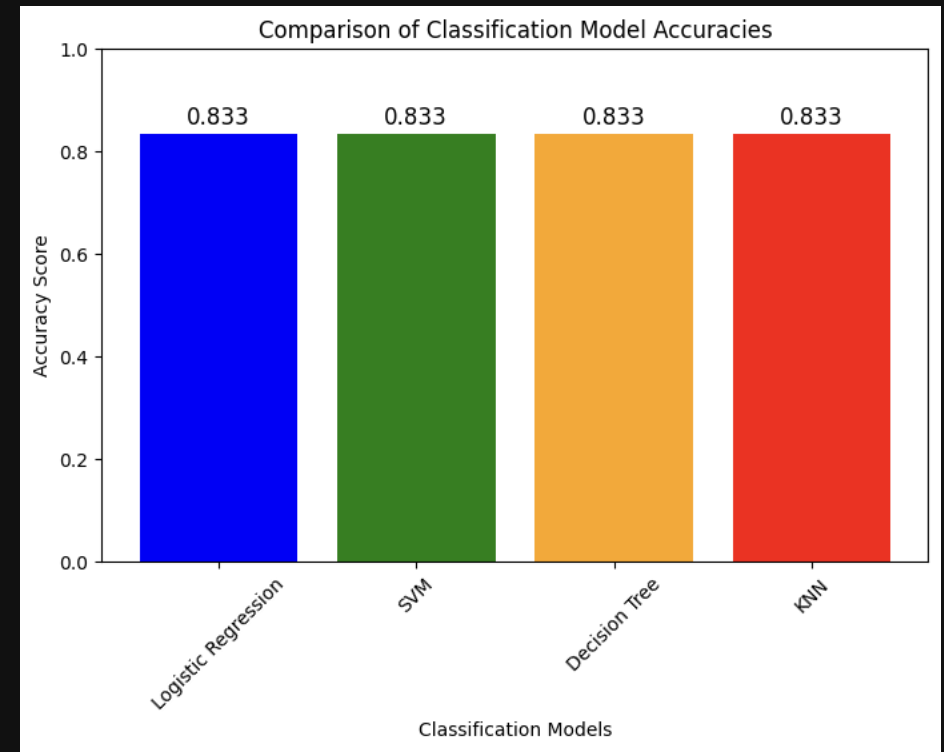 Comparison of Classification Model Accuracies
1.0
0.8
0.6
0.4
0.2
0.0
Accuracy Score
0.833
0.833
0.833
0.833
Logistic Regression
SVM
Decision Tree
KNN
Classification Models